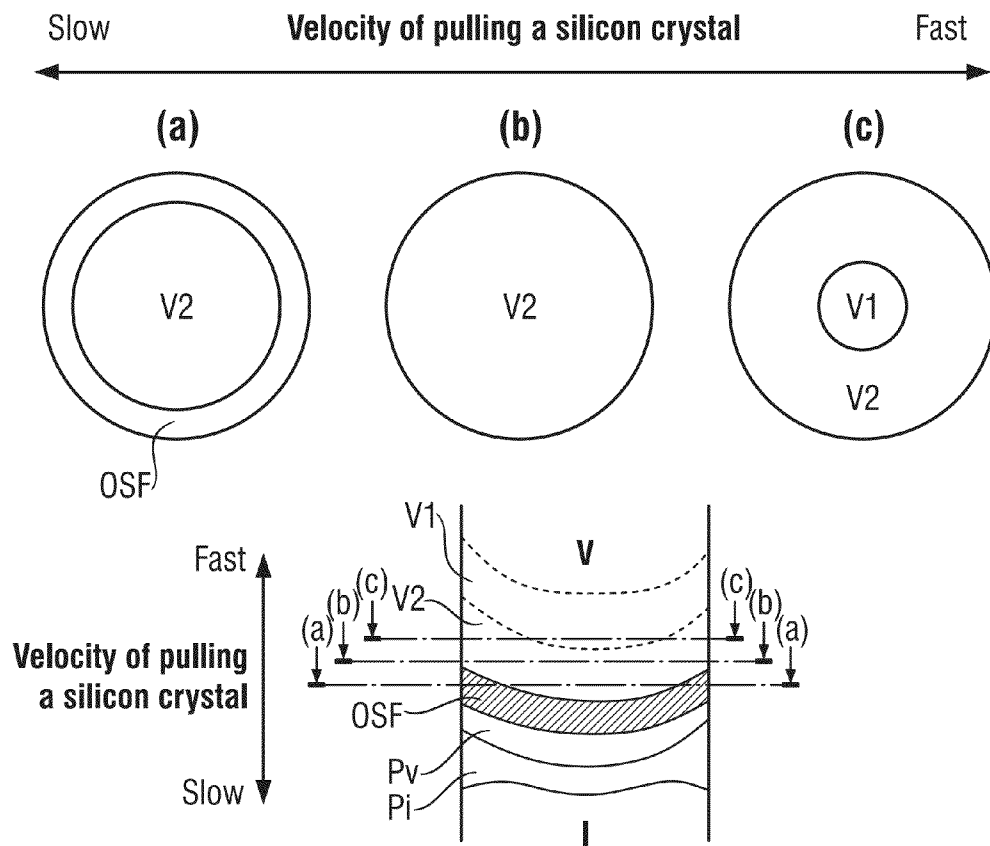 Slow Velocity of pulling a silicon crystal Fast
(a) (b) (c)
V2 V2 V1
V2
OSF
V1 V
Fast
V2
(c) (c)
(b) (b)
(a) (a)
Velocity of pulling
a silicon crystal
OSF
Pv
Slow
Pi
I